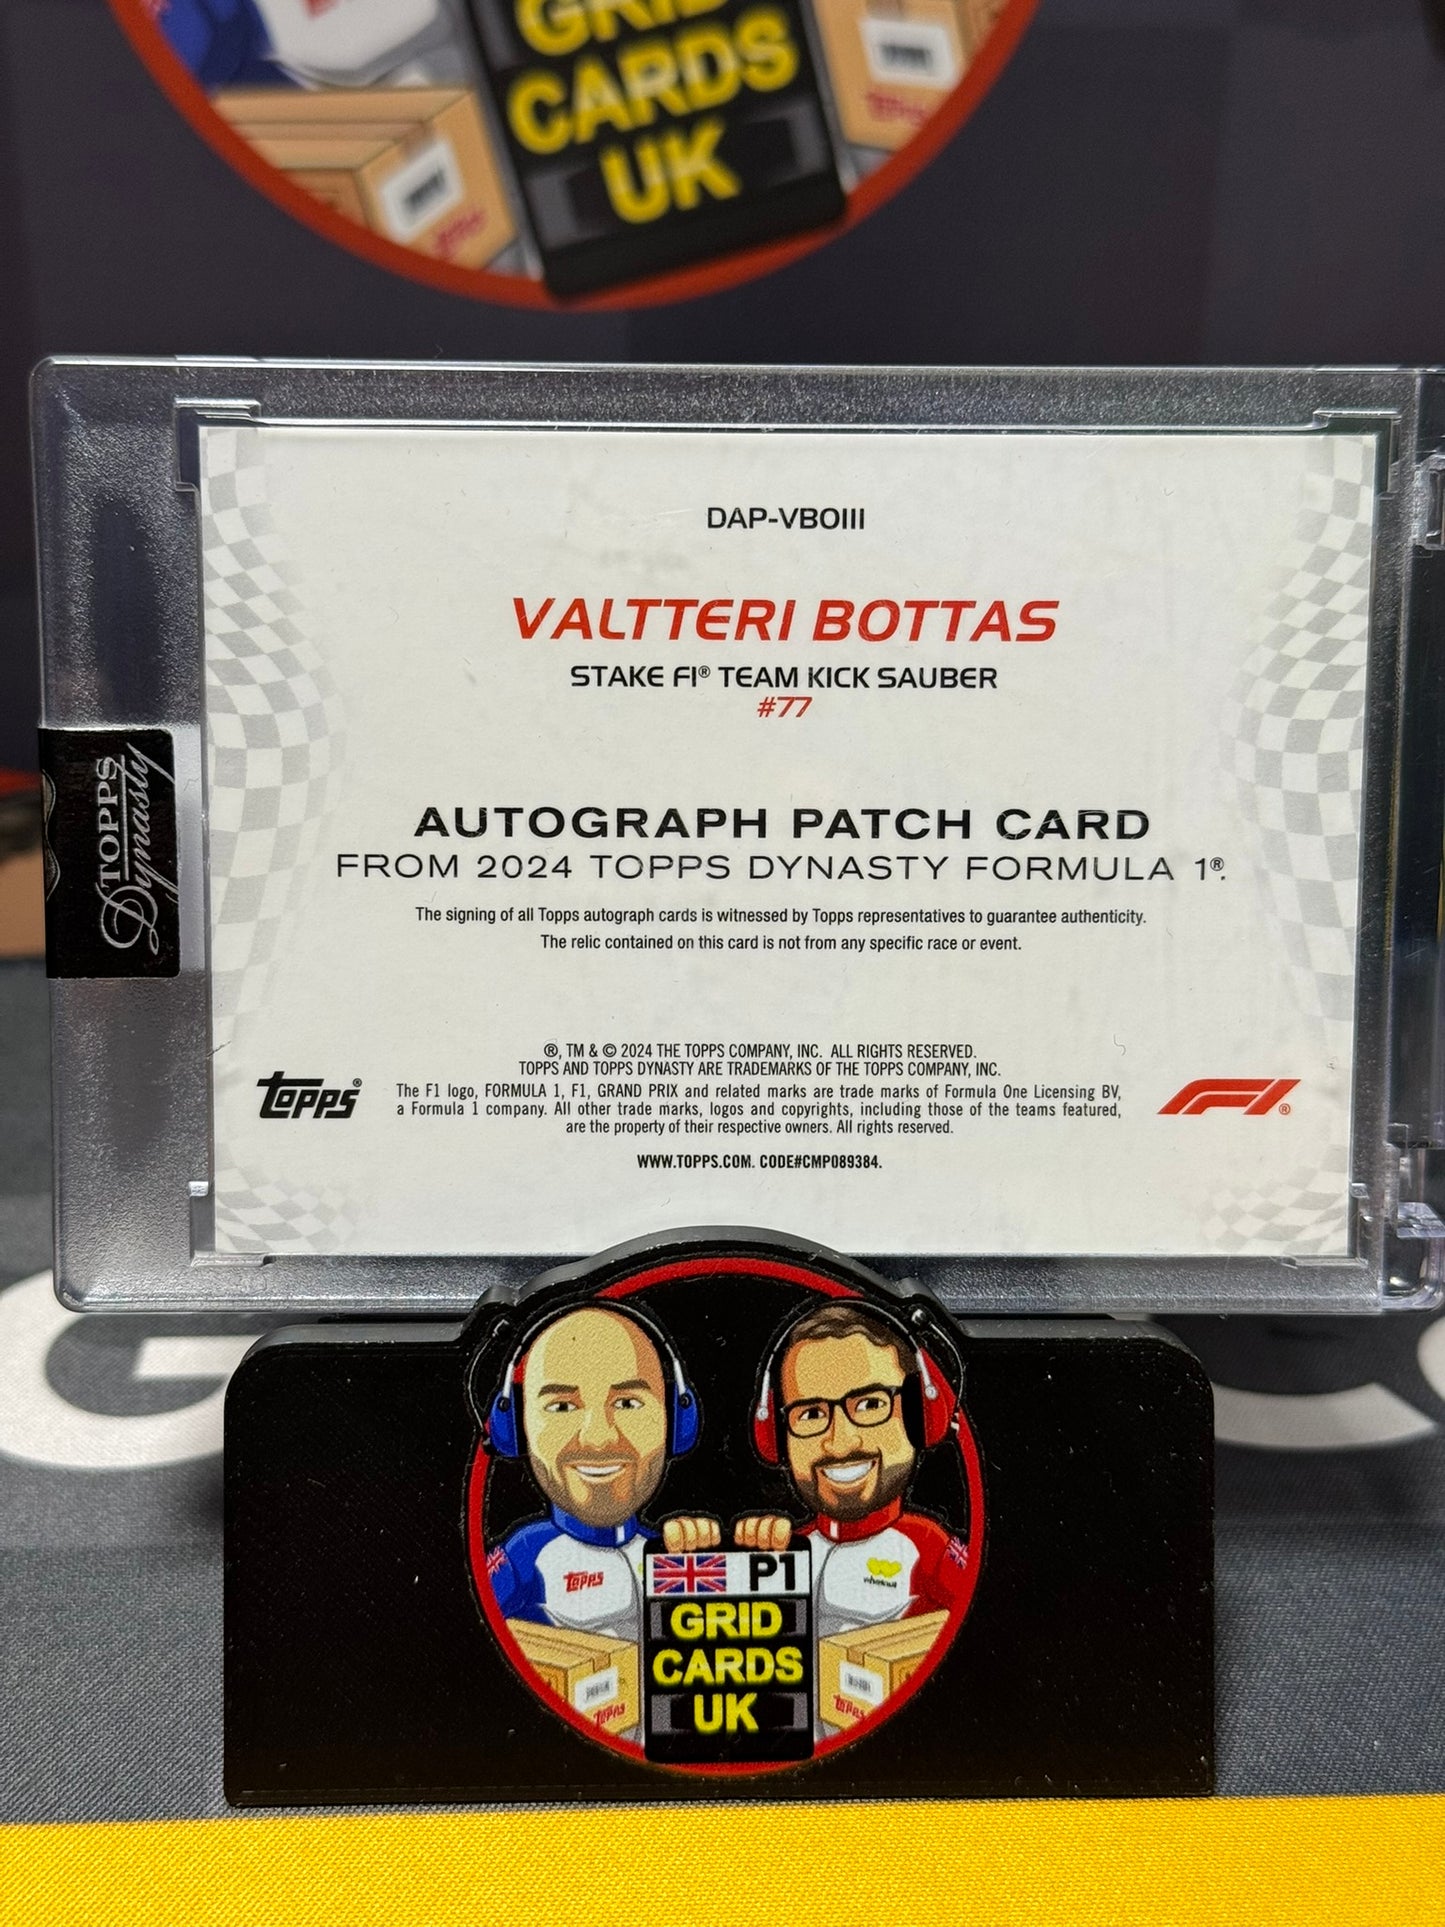 GRID
CARDS
UK
TOPPS
Dynasty
DAP-VBOIII
VALTTERI BOTTAS
STAKE F1® TEAM KICK SAUBER
#77
AUTOGRAPH PATCH CARD
FROM 2024 TOPPS DYNASTY FORMULA 1®.
The signing of all Topps autograph cards is witnessed by Topps representatives to guarantee authenticity.
The relic contained on this card is not from any specific race or event.
®, TM & © 2024 THE TOPPS COMPANY, INC. ALL RIGHTS RESERVED.
TOPPS AND TOPPS DYNASTY ARE TRADEMARKS OF THE TOPPS COMPANY, INC.
The F1 logo, FORMULA 1, F1, GRAND PRIX and related marks are trade marks of Formula One Licensing BV,
a Formula 1 company. All other trade marks, logos and copyrights, including those of the teams featured,
are the property of their respective owners. All rights reserved.
WWW.TOPPS.COM. CODE#CMP089384.
Topps®
F1®
Topps
whatnot
P1
GRID
CARDS
UK
Topps
Topps